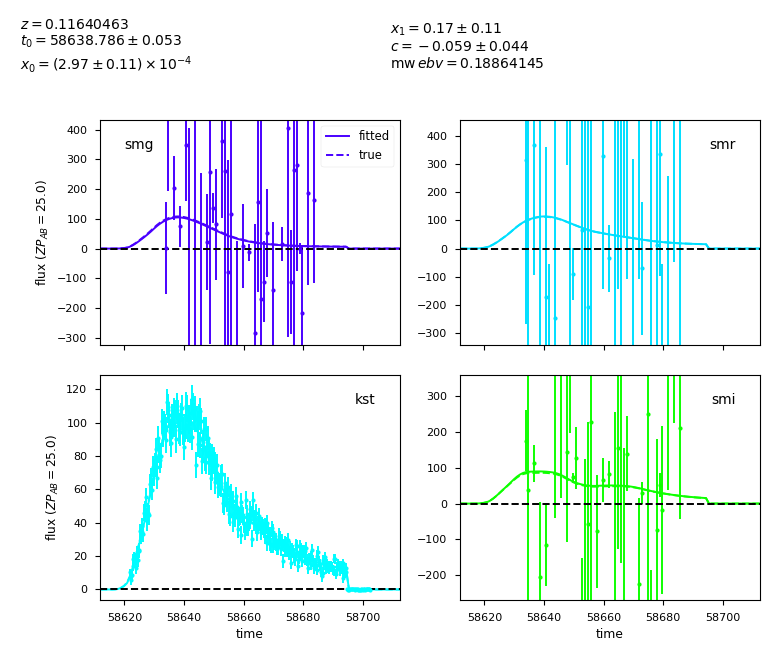 z = 0.11640463
t₀ = 58638.786 ± 0.053
x₀ = (2.97 ± 0.11) × 10⁻⁴
x₁ = 0.17 ± 0.11
c = −0.059 ± 0.044
mw ebv = 0.18864145
400
300
200
100
0
−100
−200
−300
flux (ZP_AB = 25.0)
smg
fitted
true
400
300
200
100
0
−100
−200
−300
smr
120
100
80
60
40
20
0
flux (ZP_AB = 25.0)
kst
58620 58640 58660 58680 58700
time
300
200
100
0
−100
−200
smi
58620 58640 58660 58680 58700
time